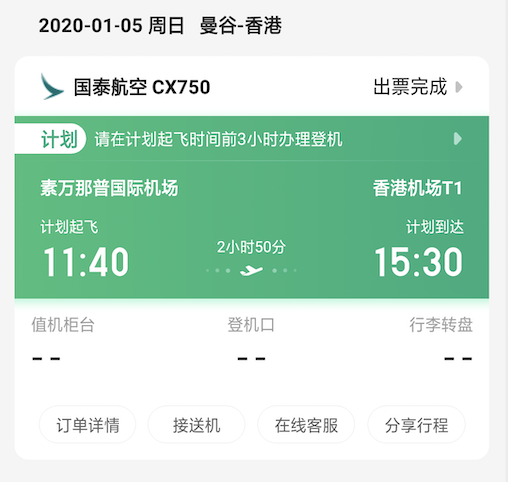 2020-01-05 周日 曼谷-香港
国泰航空 CX750 出票完成
计划 请在计划起飞时间前3小时办理登机
素万那普国际机场 香港机场T1
计划起飞 计划到达
2小时50分
11:40 15:30
值机柜台 登机口 行李转盘
-- -- --
订单详情 接送机 在线客服 分享行程